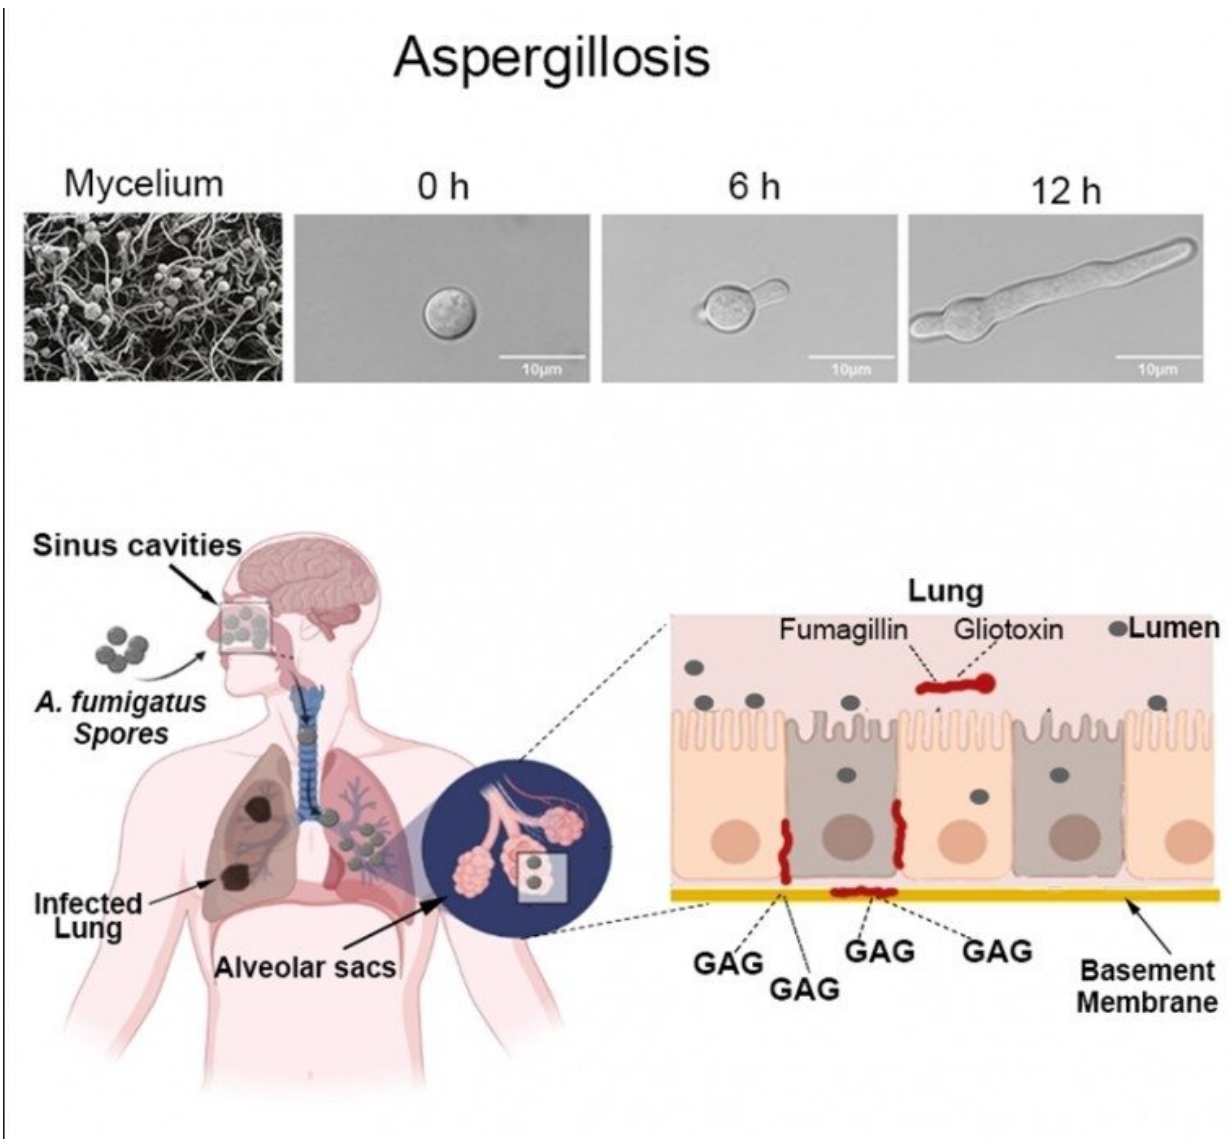 Aspergillosis
Mycelium
0 h
6 h
12 h
10μm
10μm
10μm
Sinus cavities
A. fumigatus
Spores
Infected
Lung
Alveolar sacs
Lung
Fumagillin
Gliotoxin
Lumen
GAG
GAG
GAG
GAG
Basement
Membrane